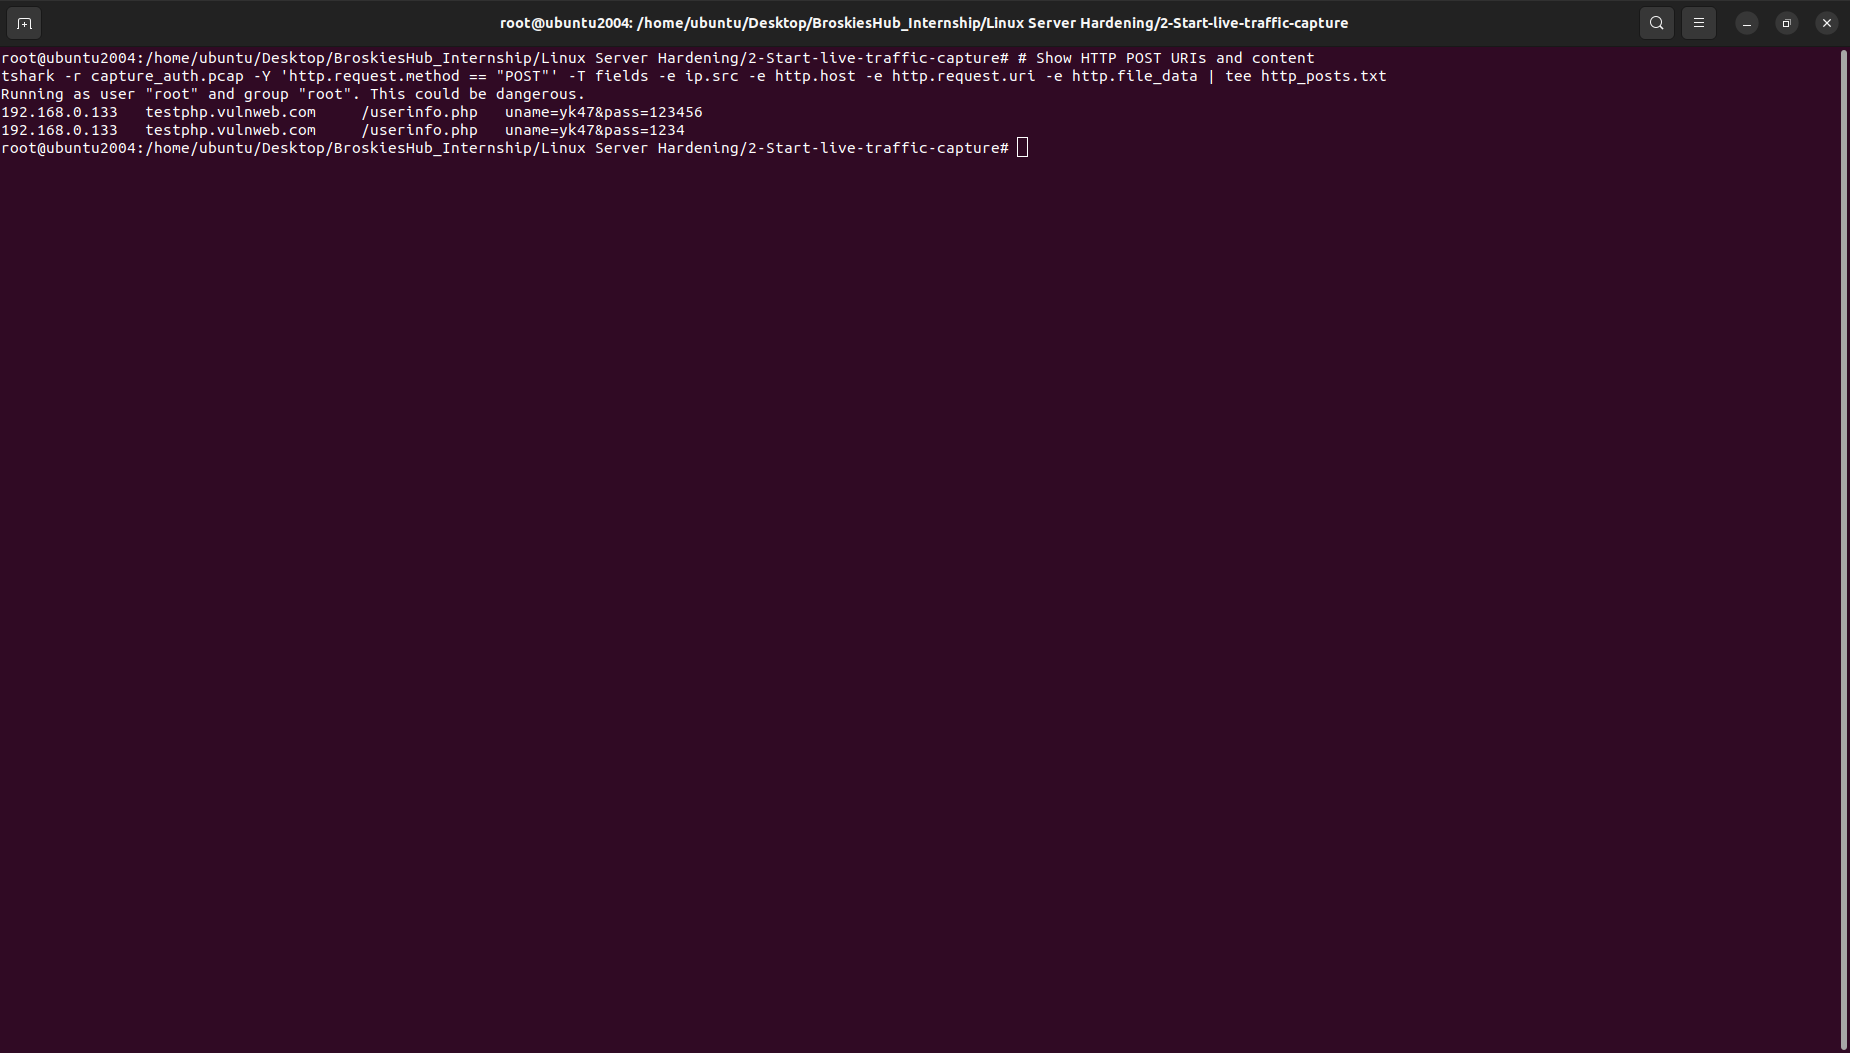 root@ubuntu2004: /home/ubuntu/Desktop/BroskiesHub_Internship/Linux Server Hardening/2-Start-live-traffic-capture
root@ubuntu2004:/home/ubuntu/Desktop/BroskiesHub_Internship/Linux Server Hardening/2-Start-live-traffic-capture# # Show HTTP POST URIs and content
tshark -r capture_auth.pcap -Y 'http.request.method == "POST"' -T fields -e ip.src -e http.host -e http.request.uri -e http.file_data | tee http_posts.txt
Running as user "root" and group "root". This could be dangerous.
192.168.0.133   testphp.vulnweb.com     /userinfo.php   uname=yk47&pass=123456
192.168.0.133   testphp.vulnweb.com     /userinfo.php   uname=yk47&pass=1234
root@ubuntu2004:/home/ubuntu/Desktop/BroskiesHub_Internship/Linux Server Hardening/2-Start-live-traffic-capture#